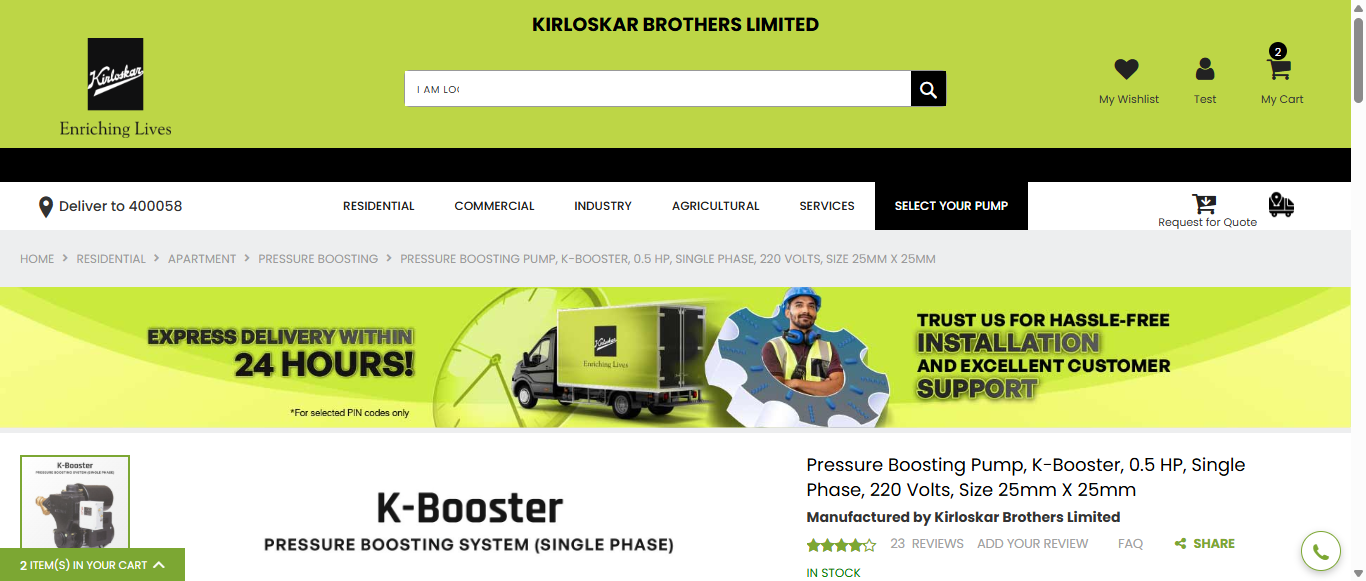 KIRLOSKAR BROTHERS LIMITED
Kirloskar
Enriching Lives
I AM LOO
2
My Wishlist
Test
My Cart
Deliver to 400058
RESIDENTIAL
COMMERCIAL
INDUSTRY
AGRICULTURAL
SERVICES
SELECT YOUR PUMP
Request for Quote
HOME > RESIDENTIAL > APARTMENT > PRESSURE BOOSTING > PRESSURE BOOSTING PUMP, K-BOOSTER, 0.5 HP, SINGLE PHASE, 220 VOLTS, SIZE 25MM X 25MM
EXPRESS DELIVERY WITHIN
24 HOURS!
*For selected PIN codes only
Kirloskar
Enriching Lives
TRUST US FOR HASSLE-FREE
INSTALLATION
AND EXCELLENT CUSTOMER
SUPPORT
K-Booster
PRESSURE BOOSTING SYSTEM (SINGLE PHASE)
K-Booster
PRESSURE BOOSTING SYSTEM (SINGLE PHASE)
Pressure Boosting Pump, K-Booster, 0.5 HP, Single
Phase, 220 Volts, Size 25mm X 25mm
Manufactured by Kirloskar Brothers Limited
23 REVIEWS ADD YOUR REVIEW FAQ SHARE
IN STOCK
2 ITEM(S) IN YOUR CART